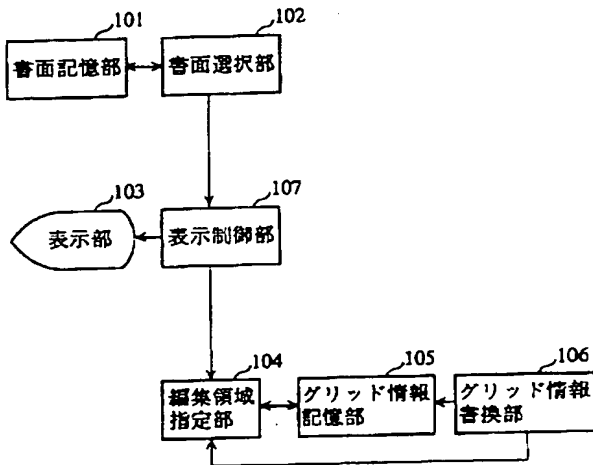 101
102
書面記憶部
書面選択部
103
107
表示部
表示制御部
104
105
106
編集領域
指定部
グリッド情報
記憶部
グリッド情報
書換部